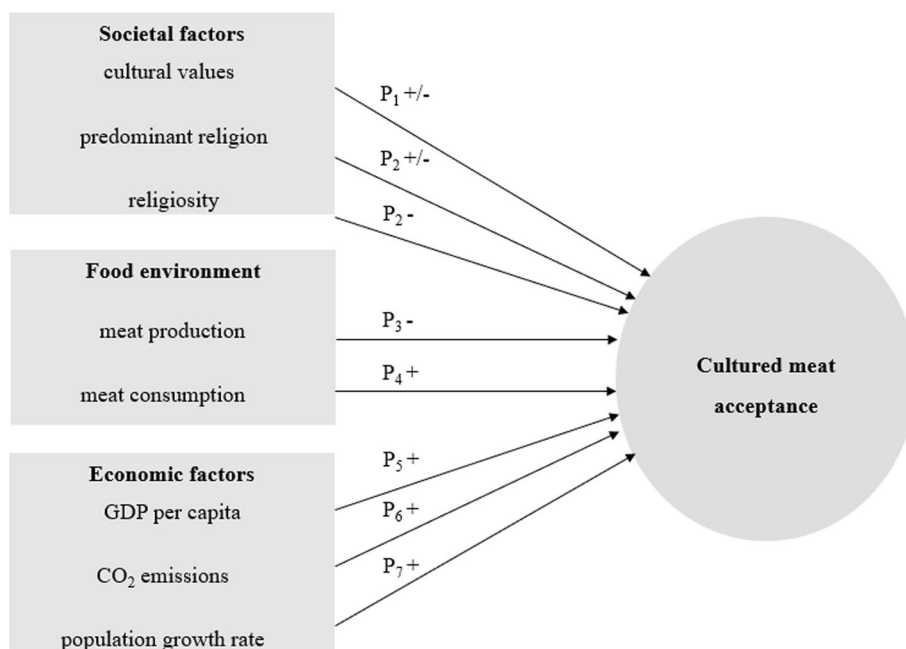 Societal factors
cultural values
predominant religion
religiosity
P₁ +/-
P₂ +/-
P₂ -
Food environment
meat production
meat consumption
P₃ -
P₄ +
Economic factors
GDP per capita
CO₂ emissions
population growth rate
P₅ +
P₆ +
P₇ +
Cultured meat
acceptance